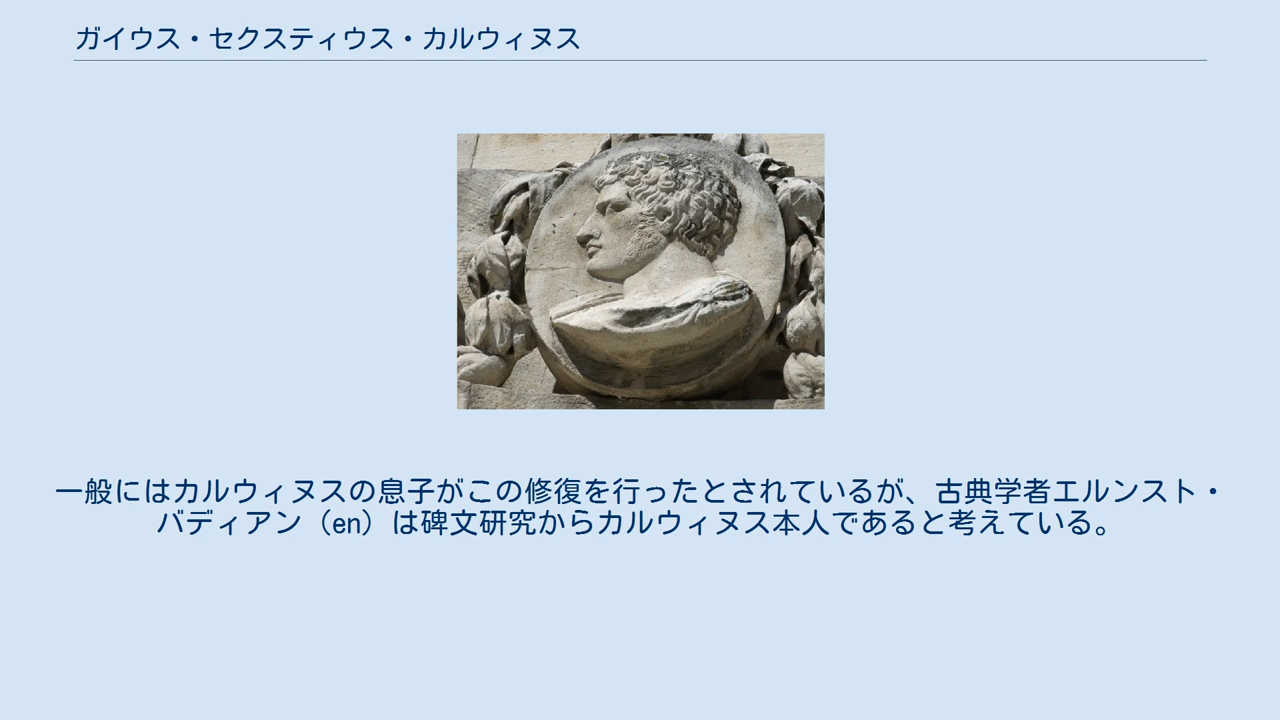 ガイウス・セクスティウス・カルウィヌス
一般にはカルウィヌスの息子がこの修復を行ったとされているが、古典学者エルンスト・
バディアン（en）は碑文研究からカルウィヌス本人であると考えている。